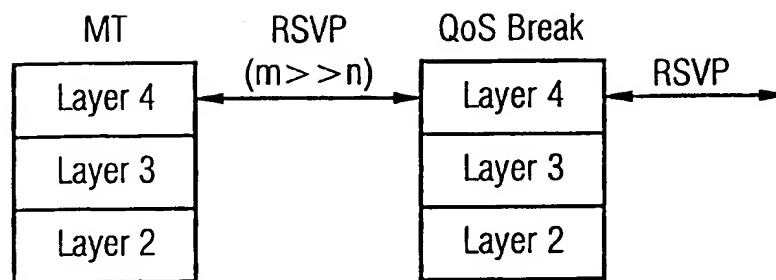 MT
RSVP
(m>>n)
QoS Break
Layer 4
Layer 4
RSVP
Layer 3
Layer 3
Layer 2
Layer 2